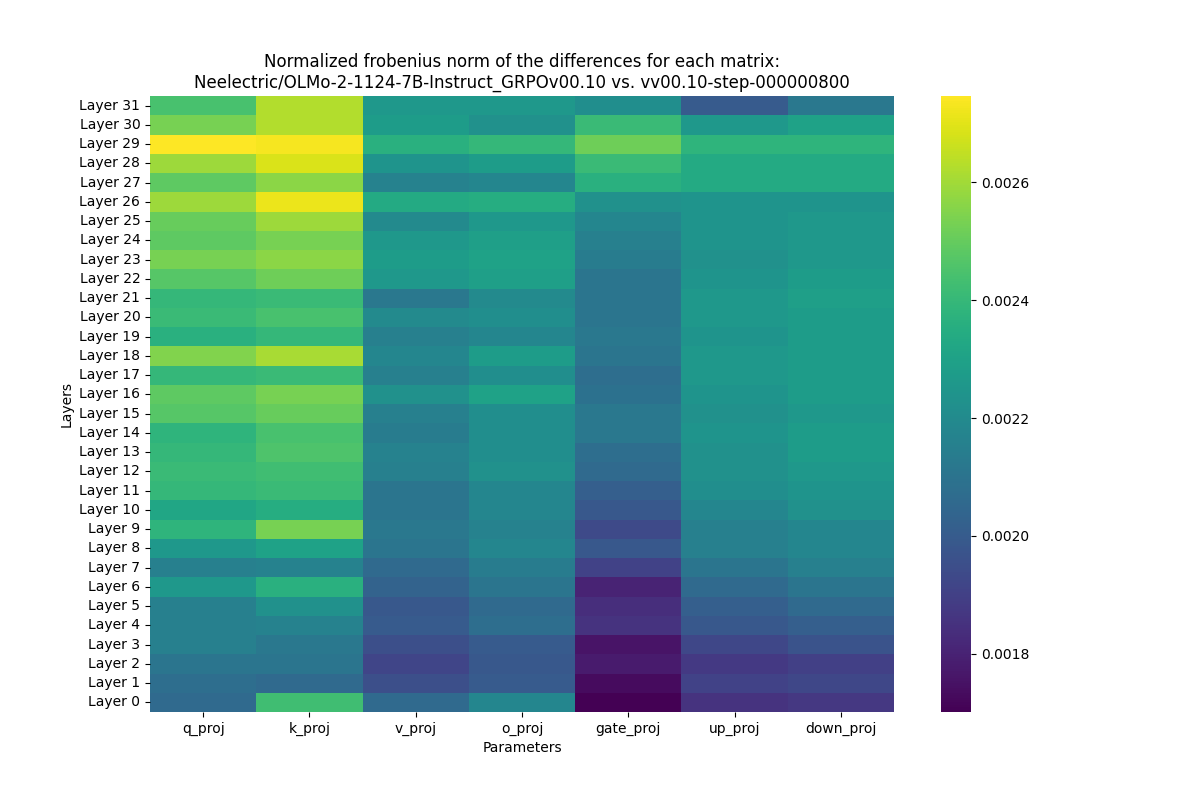 Normalized frobenius norm of the differences for each matrix:
Neelectric/OLMo-2-1124-7B-Instruct_GRPOv00.10 vs. vv00.10-step-000000800
Layer 31
Layer 30
Layer 29
Layer 28
Layer 27
Layer 26
Layer 25
Layer 24
Layer 23
Layer 22
Layer 21
Layer 20
Layer 19
Layer 18
Layer 17
Layer 16
Layer 15
Layer 14
Layer 13
Layer 12
Layer 11
Layer 10
Layer 9
Layer 8
Layer 7
Layer 6
Layer 5
Layer 4
Layer 3
Layer 2
Layer 1
Layer 0
Layers
q_proj k_proj v_proj o_proj gate_proj up_proj down_proj
Parameters
0.0026
0.0024
0.0022
0.0020
0.0018